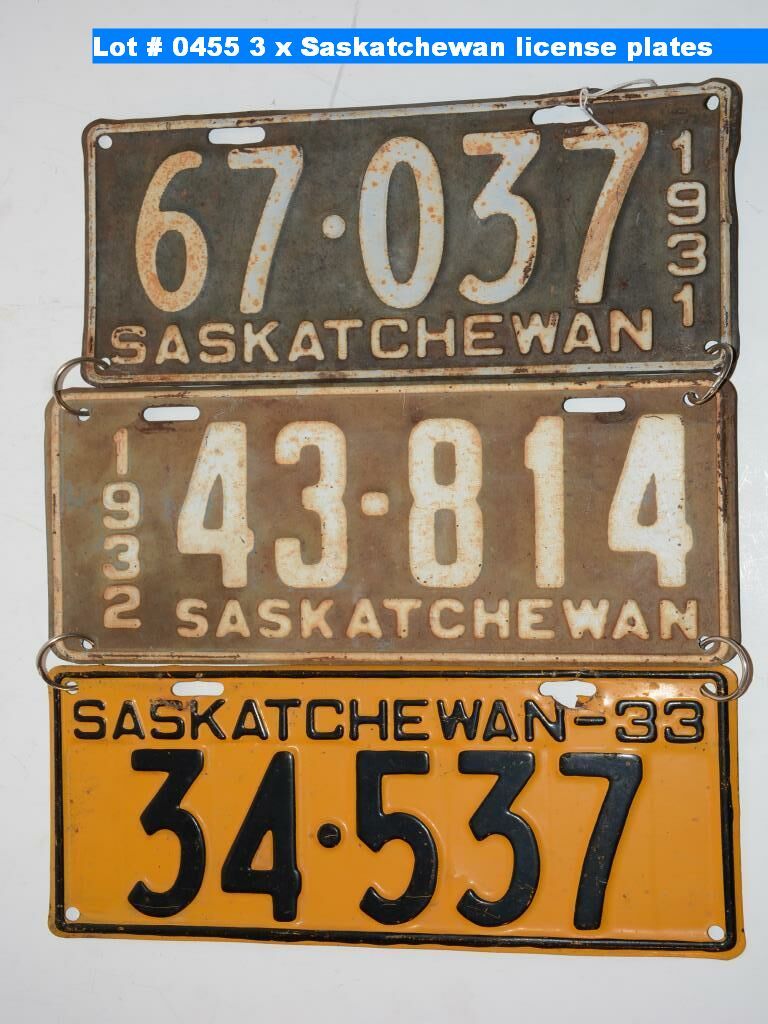 Lot # 0455 3 x Saskatchewan license plates
67·037
1931
SASKATCHEWAN
1932
43·814
SASKATCHEWAN
SASKATCHEWAN-33
34·537